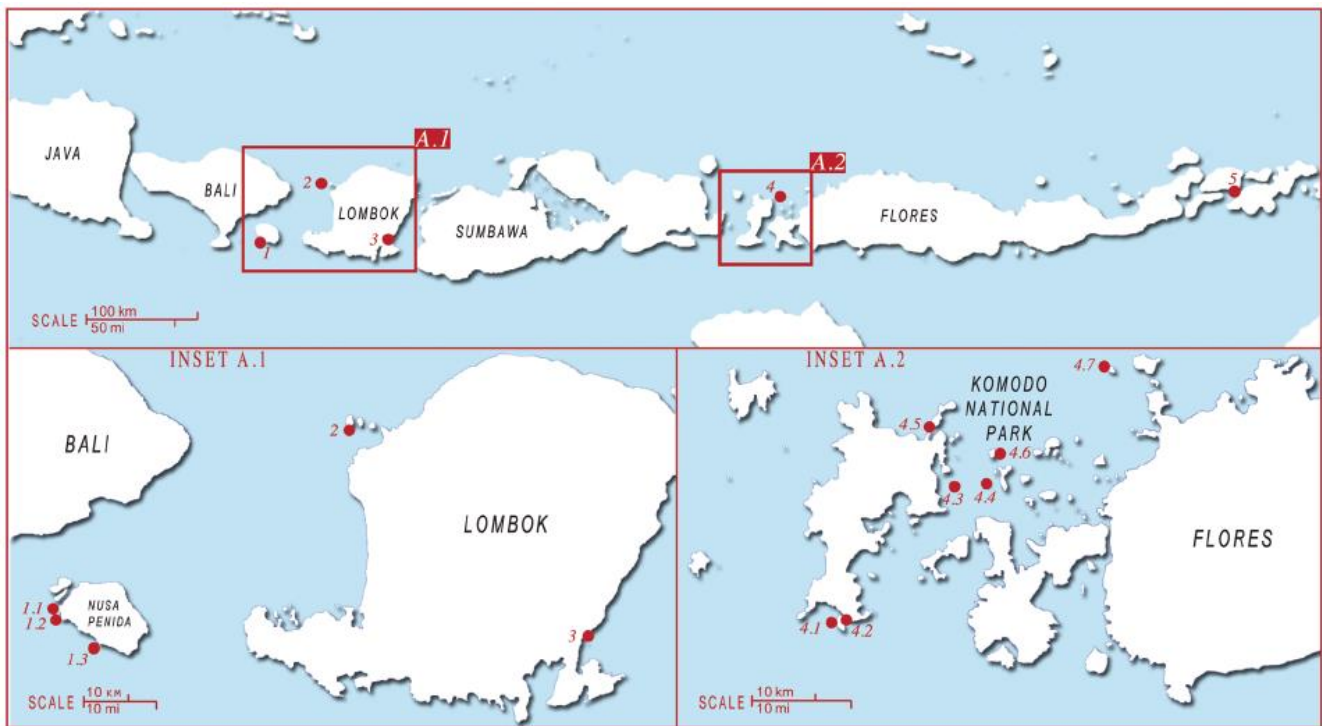 A.1
A.2
JAVA
BALI
2
LOMBOK
3
1
SUMBAWA
4
FLORES
5
SCALE 100 km
50 mi
INSET A.1
BALI
2
LOMBOK
NUSA
PENIDA
1.1
1.2
1.3
3
SCALE 10 KM
10 mi
INSET A.2
4.7
KOMODO
NATIONAL
PARK
4.5
4.6
4.3
4.4
FLORES
4.1
4.2
SCALE 10 km
10 mi